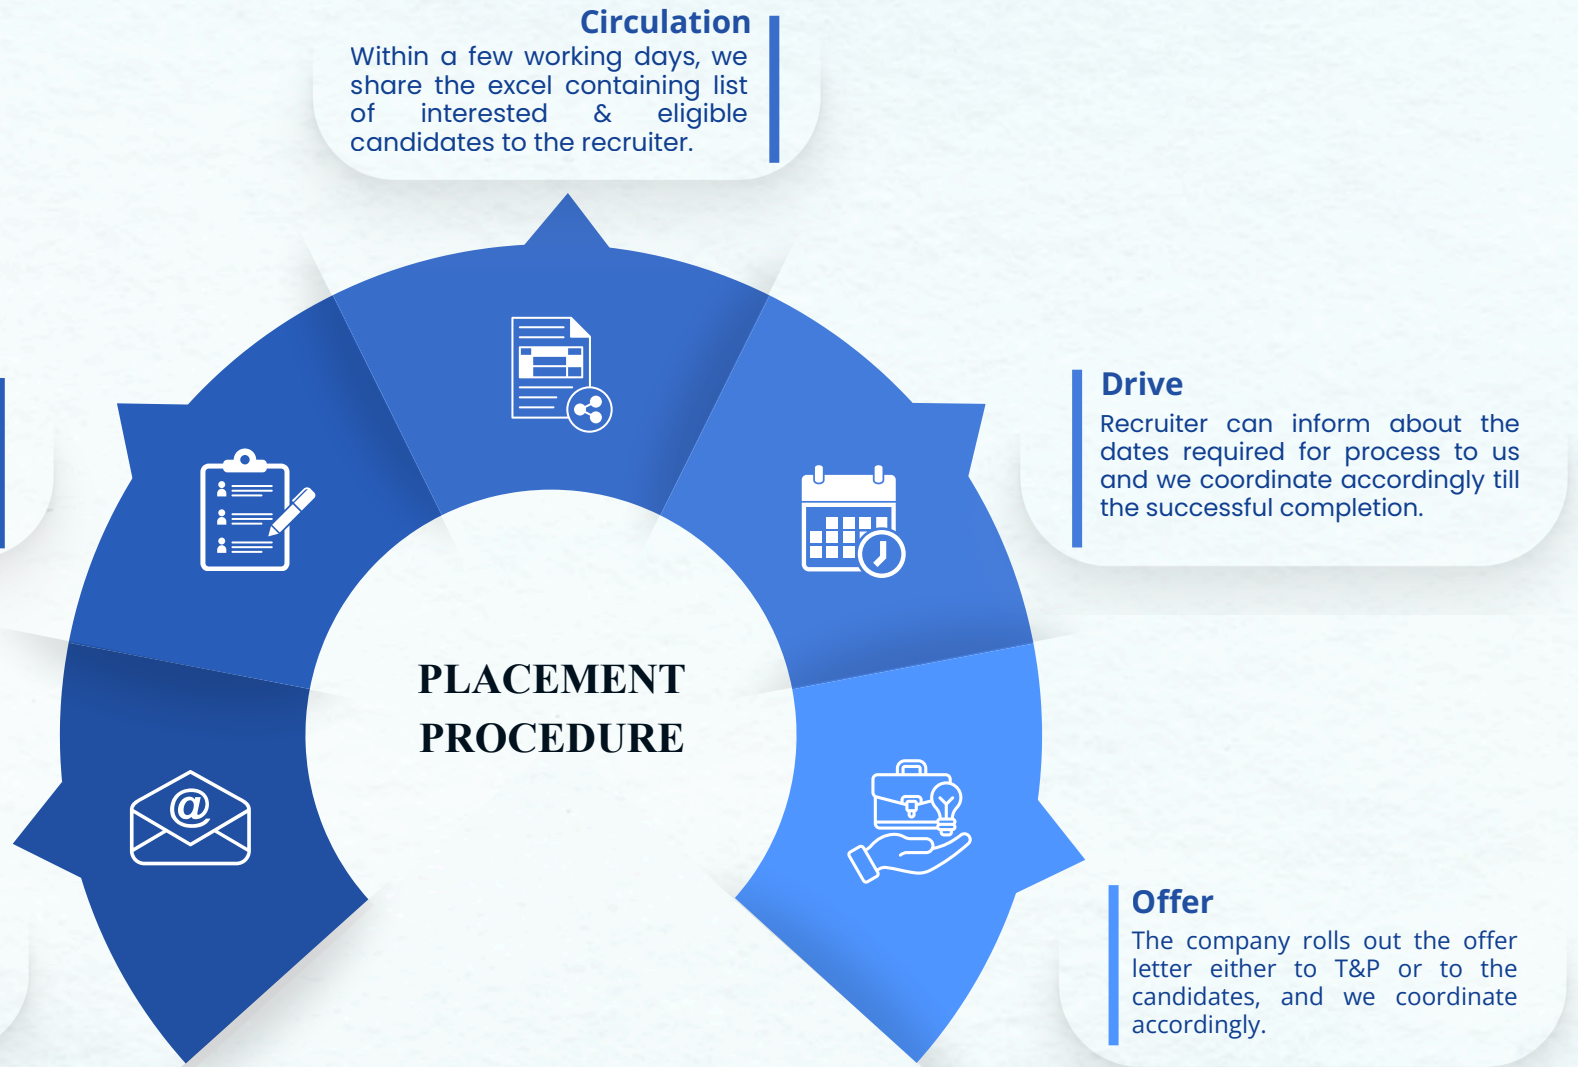 Circulation
Within a few working days, we
share the excel containing list
of interested & eligible
candidates to the recruiter.
Drive
Recruiter can inform about the
dates required for process to us
and we coordinate accordingly till
the successful completion.
PLACEMENT
PROCEDURE
@
Offer
The company rolls out the offer
letter either to T&P or to the
candidates, and we coordinate
accordingly.